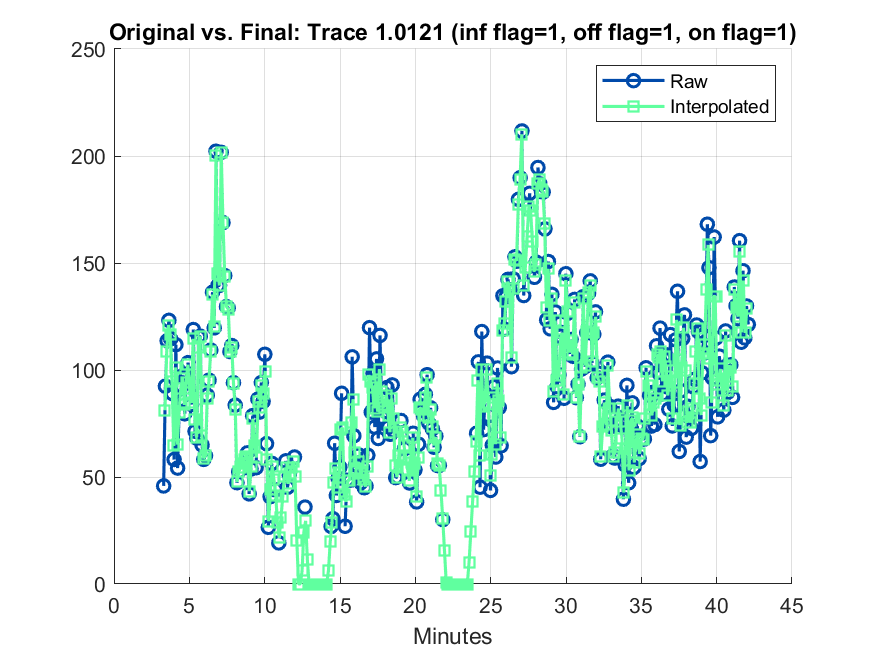 Original vs. Final: Trace 1.0121 (inf flag=1, off flag=1, on flag=1)
250
200
150
100
50
0
Raw
Interpolated
0 5 10 15 20 25 30 35 40 45
Minutes